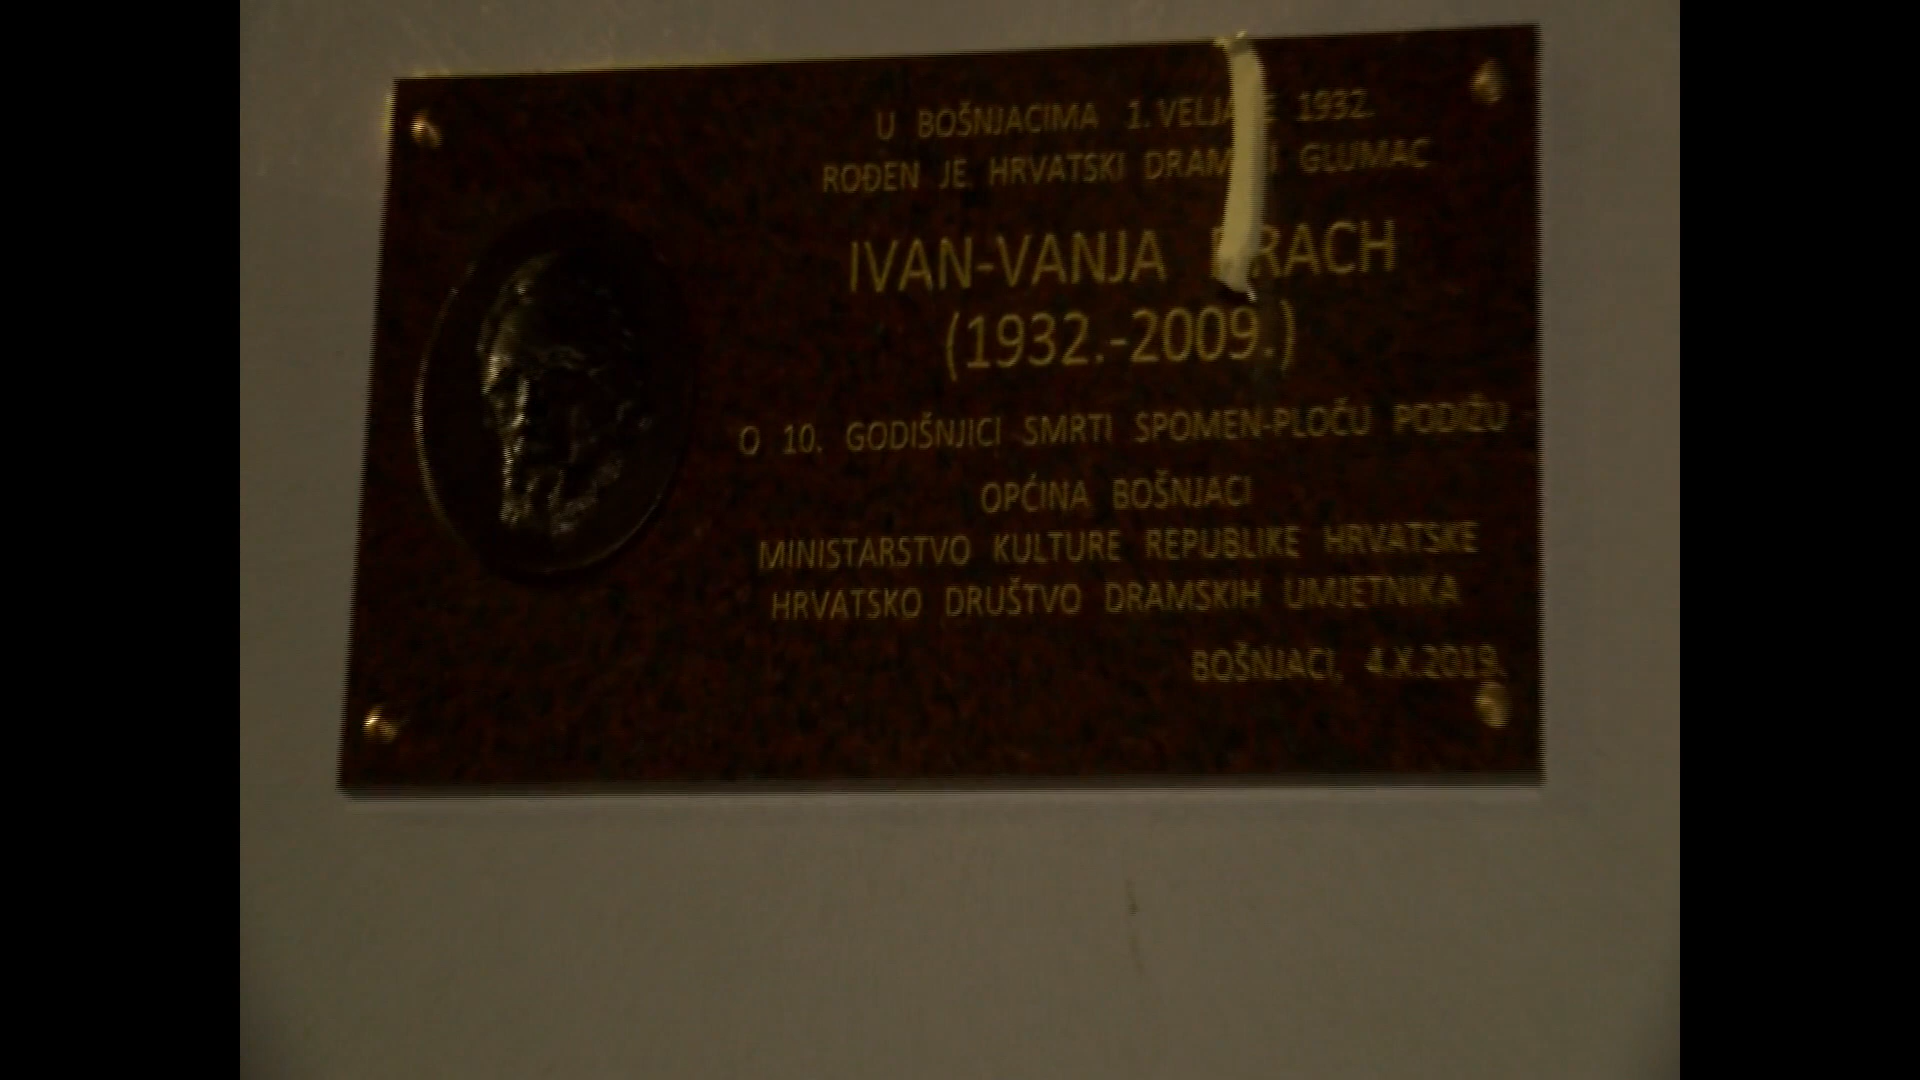 U BOŠNJACIMA 1. 1932.
ROĐEN JE HRVATSKI GLUMAC
IVAN-VANJA
(1932.-2009.)
O 10. GODIŠNJICI SMRTI SPOMEN-PLOČU PODIŽU
OPĆINA BOŠNJACI
MINISTARSTVO KULTURE REPUBLIKE HRVATSKE
HRVATSKO DRUŠTVO DRAMSKIH UMJETNIKA
BOŠNJACI, 4.X.2019.